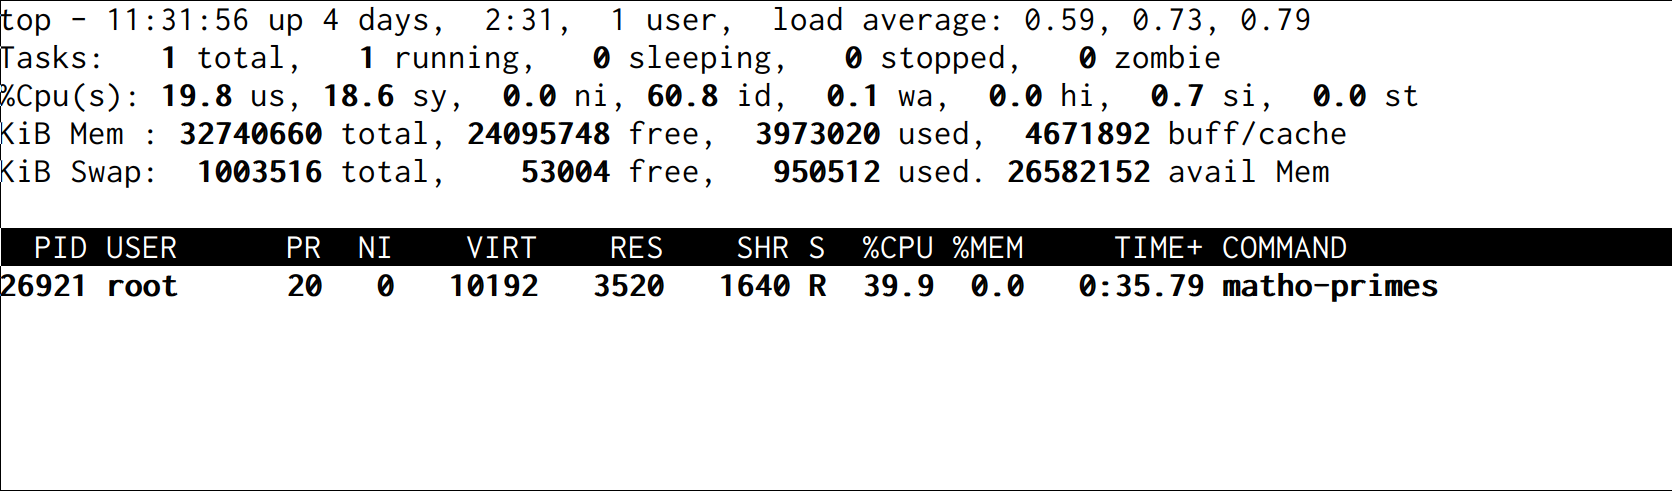 top - 11:31:56 up 4 days,  2:31,  1 user,  load average: 0.59, 0.73, 0.79
Tasks:   1 total,   1 running,   0 sleeping,   0 stopped,   0 zombie
%Cpu(s): 19.8 us, 18.6 sy,  0.0 ni, 60.8 id,  0.1 wa,  0.0 hi,  0.7 si,  0.0 st
KiB Mem : 32740660 total, 24095748 free,  3973020 used,  4671892 buff/cache
KiB Swap:  1003516 total,    53004 free,   950512 used. 26582152 avail Mem
  PID USER      PR  NI    VIRT    RES    SHR S  %CPU %MEM     TIME+ COMMAND
26921 root      20   0   10192   3520   1640 R  39.9  0.0   0:35.79 matho-primes